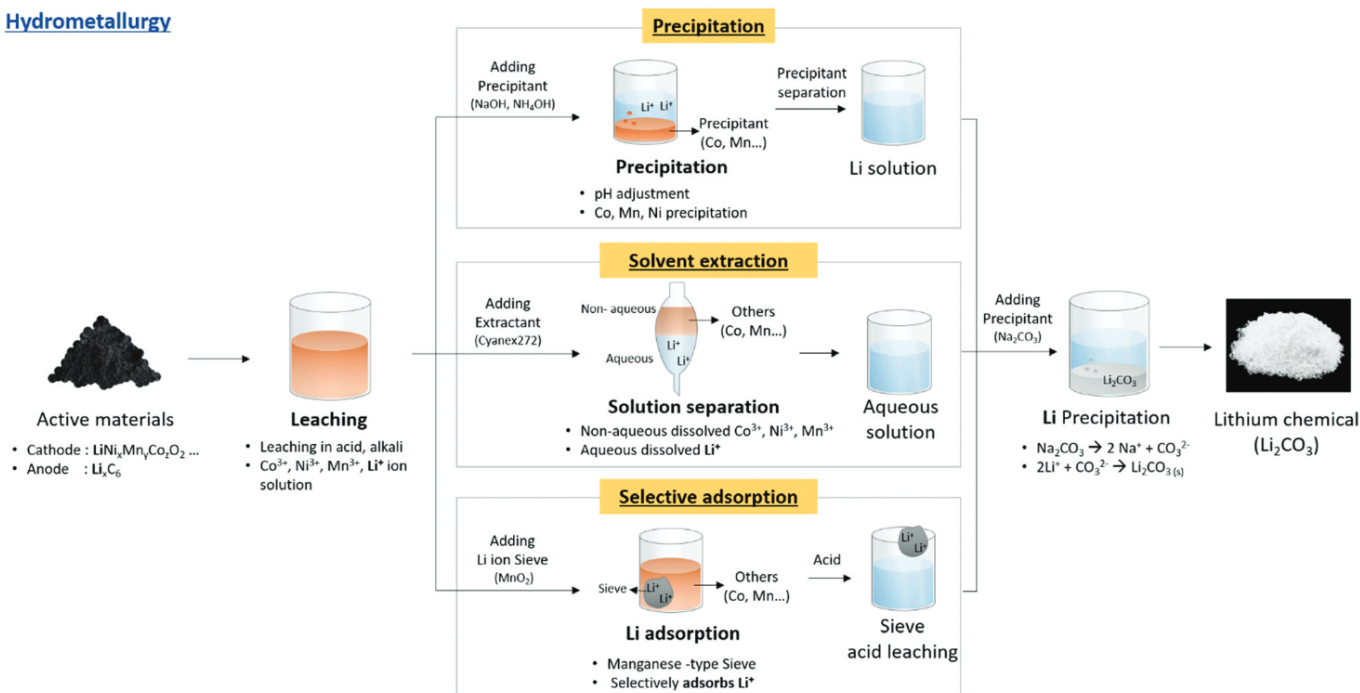 Hydrometallurgy
Precipitation
Adding
Precipitant
(NaOH, NH₄OH)
Li⁺ Li⁺
Precipitant
(Co, Mn...)
Precipitant
separation
Precipitation
Li solution
• pH adjustment
• Co, Mn, Ni precipitation
Solvent extraction
Adding
Extractant
(Cyanex272)
Non- aqueous
Others
(Co, Mn...)
Li⁺
Aqueous
Li⁺
Solution separation
• Non-aqueous dissolved Co³⁺, Ni³⁺, Mn³⁺
• Aqueous dissolved Li⁺
Aqueous
solution
Selective adsorption
Adding
Li ion Sieve
(MnO₂)
Sieve
Li⁺
Li⁺
Others
(Co, Mn...)
Acid
Li⁺
Li⁺
Li adsorption
• Manganese -type Sieve
• Selectively adsorbs Li⁺
Sieve
acid leaching
Active materials
• Cathode : LiNiₓMnᵧCo_zO₂ ...
• Anode : LiₓC₆
Leaching
• Leaching in acid, alkali
• Co³⁺, Ni³⁺, Mn³⁺, Li⁺ ion
solution
Adding
Precipitant
(Na₂CO₃)
Li₂CO₃
Li Precipitation
• Na₂CO₃ → 2 Na⁺ + CO₃²⁻
• 2Li⁺ + CO₃²⁻ → Li₂CO₃ (s)
Lithium chemical
(Li₂CO₃)